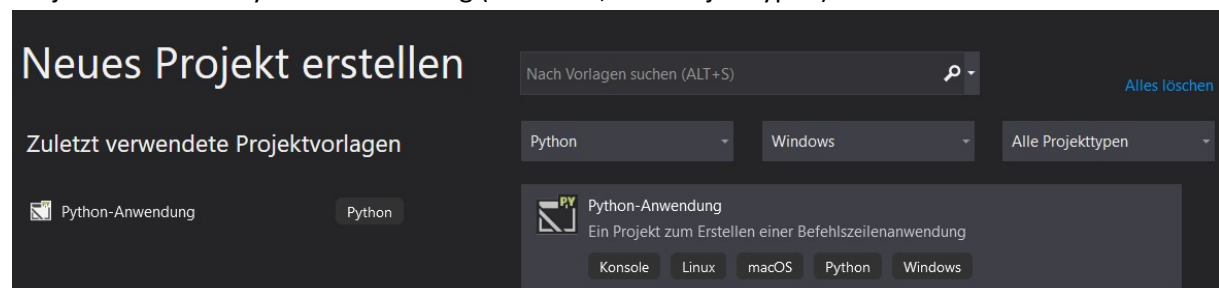 Neues Projekt erstellen
Nach Vorlagen suchen (ALT+S)
Alles löschen
Zuletzt verwendete Projektvorlagen
Python
Windows
Alle Projekttypen
Python-Anwendung
Python
PY
Python-Anwendung
Ein Projekt zum Erstellen einer Befehlszeilenanwendung
Konsole Linux macOS Python Windows